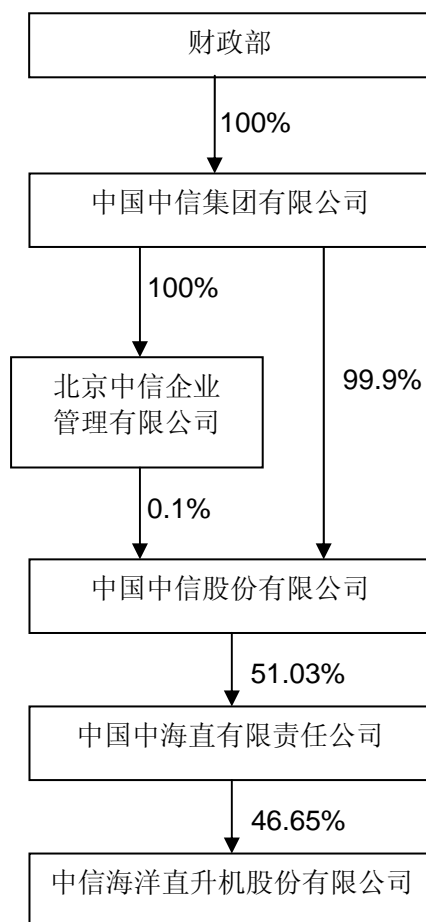 财政部
100%
中国中信集团有限公司
100%
99.9%
北京中信企业
管理有限公司
0.1%
中国中信股份有限公司
51.03%
中国中海直有限责任公司
46.65%
中信海洋直升机股份有限公司